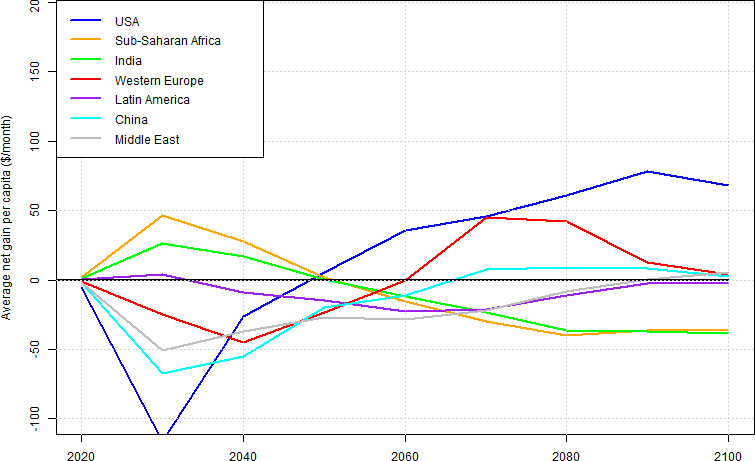 200
USA
Sub-Saharan Africa
India
Western Europe
Latin America
China
Middle East
150
100
50
0
-50
-100
Average net gain per capita ($/month)
2020
2040
2060
2080
2100